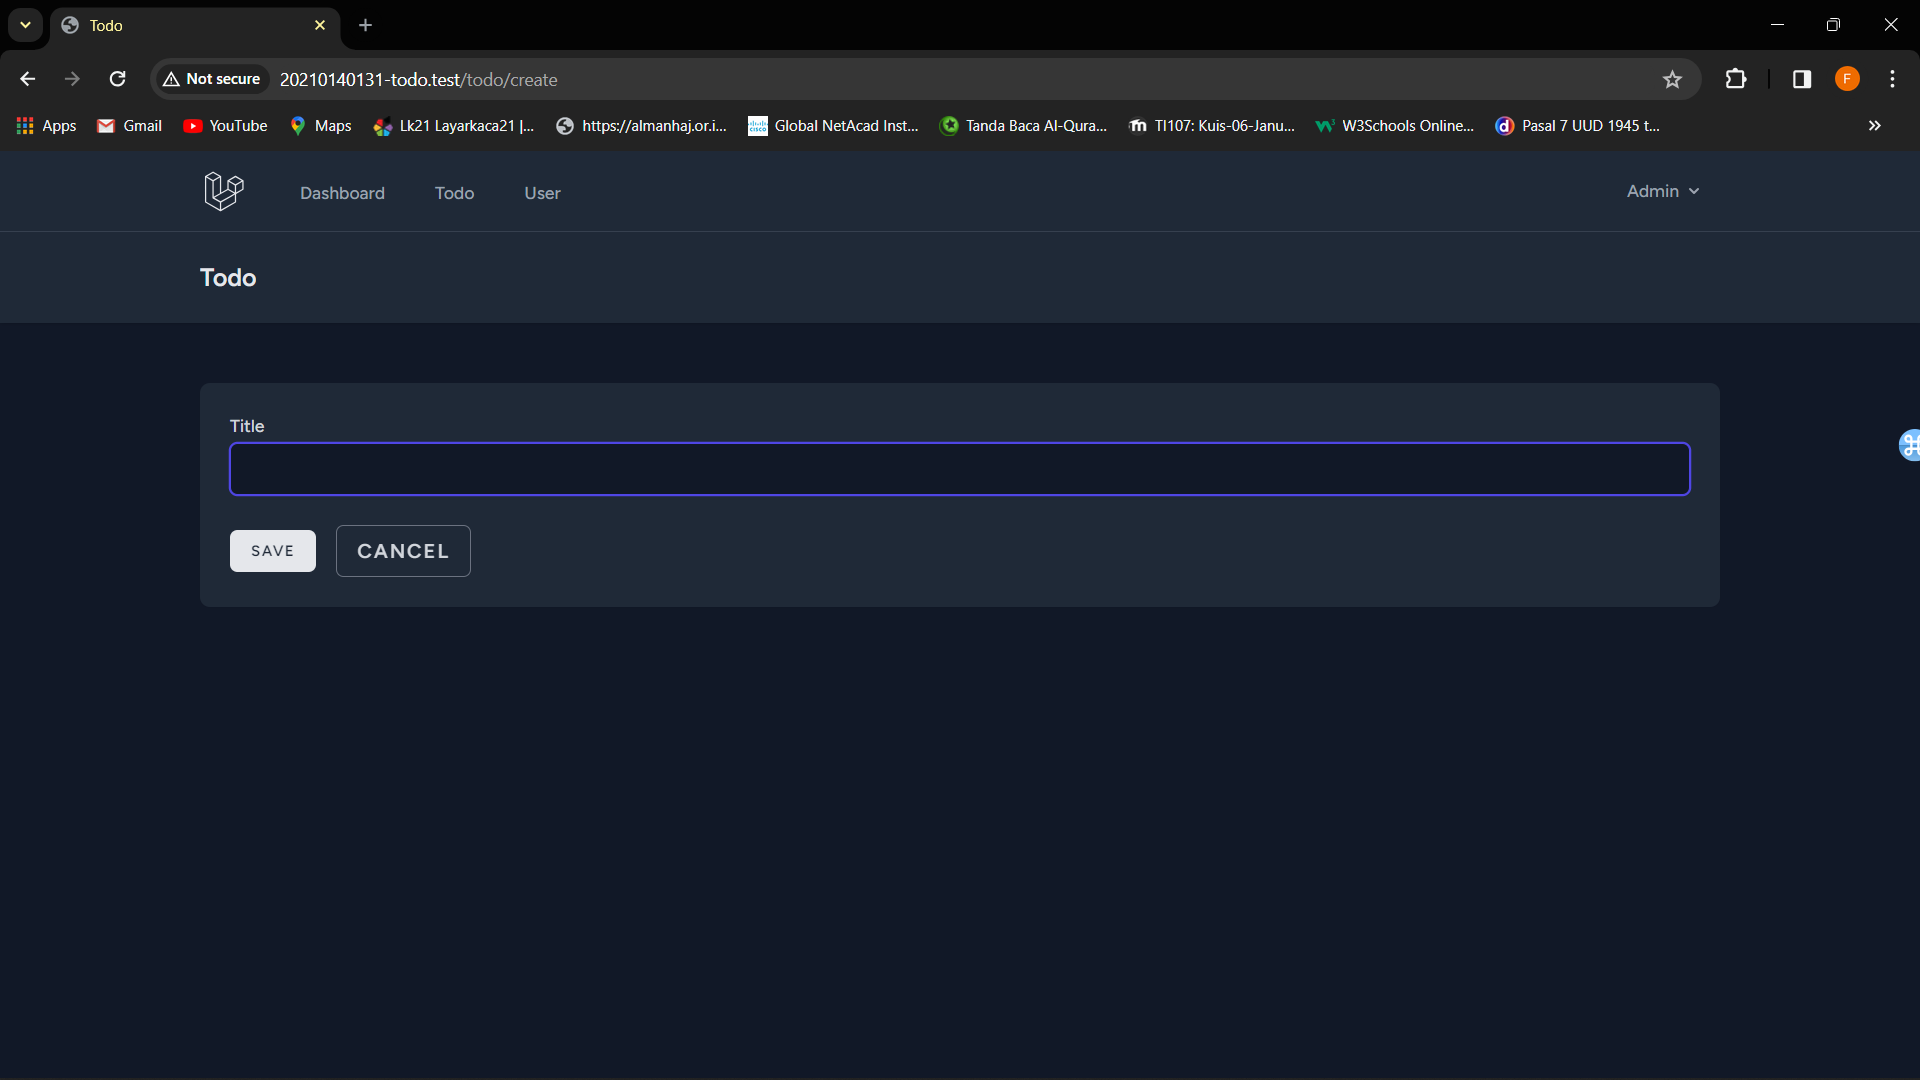 Todo
Not secure 20210140131-todo.test/todo/create F
Apps Gmail YouTube Maps Lk21 Layarkaca21 |... https://almanhaj.or.i... Global NetAcad Inst... Tanda Baca Al-Qura... TI107: Kuis-06-Janu... W3Schools Online... Pasal 7 UUD 1945 t...
Dashboard Todo User Admin
Todo
Title
SAVE CANCEL